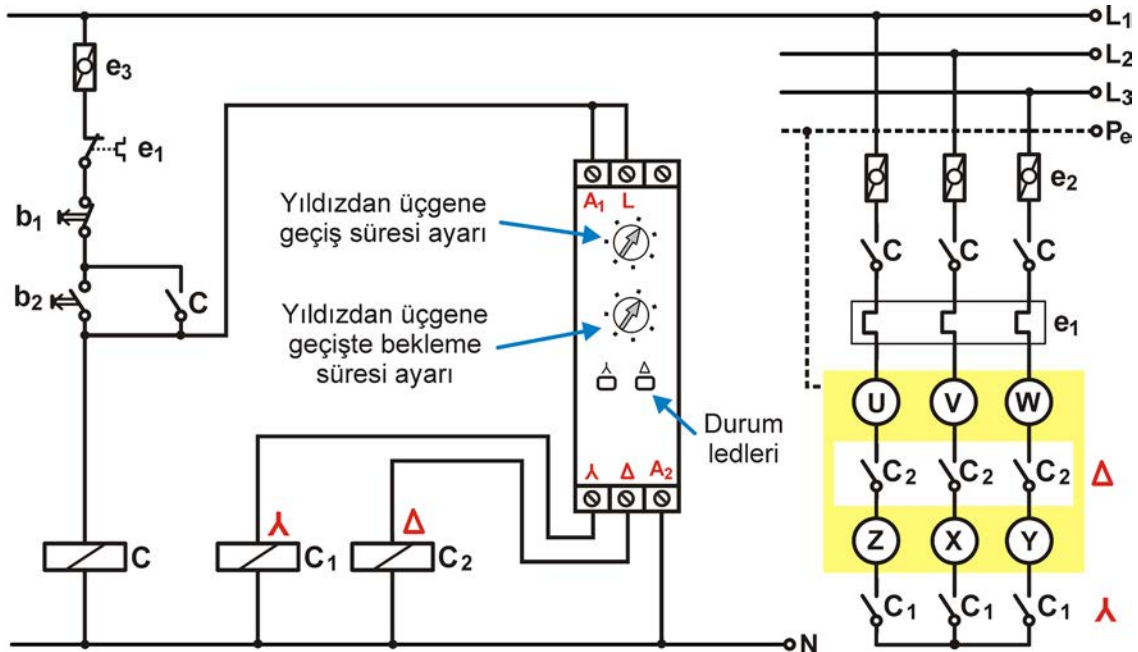 L1
L2
L3
Pe
e3
e1
b1
b2
C
A1 L
Yıldızdan üçgene
geçiş süresi ayarı
Yıldızdan üçgene
geçişte bekleme
süresi ayarı
⅄ Δ
Durum
ledleri
⅄ Δ A2
e2
C C C
e1
U V W
C2 C2 C2 Δ
Z X Y
C1 C1 C1 ⅄
⅄ Δ
C C1 C2
N